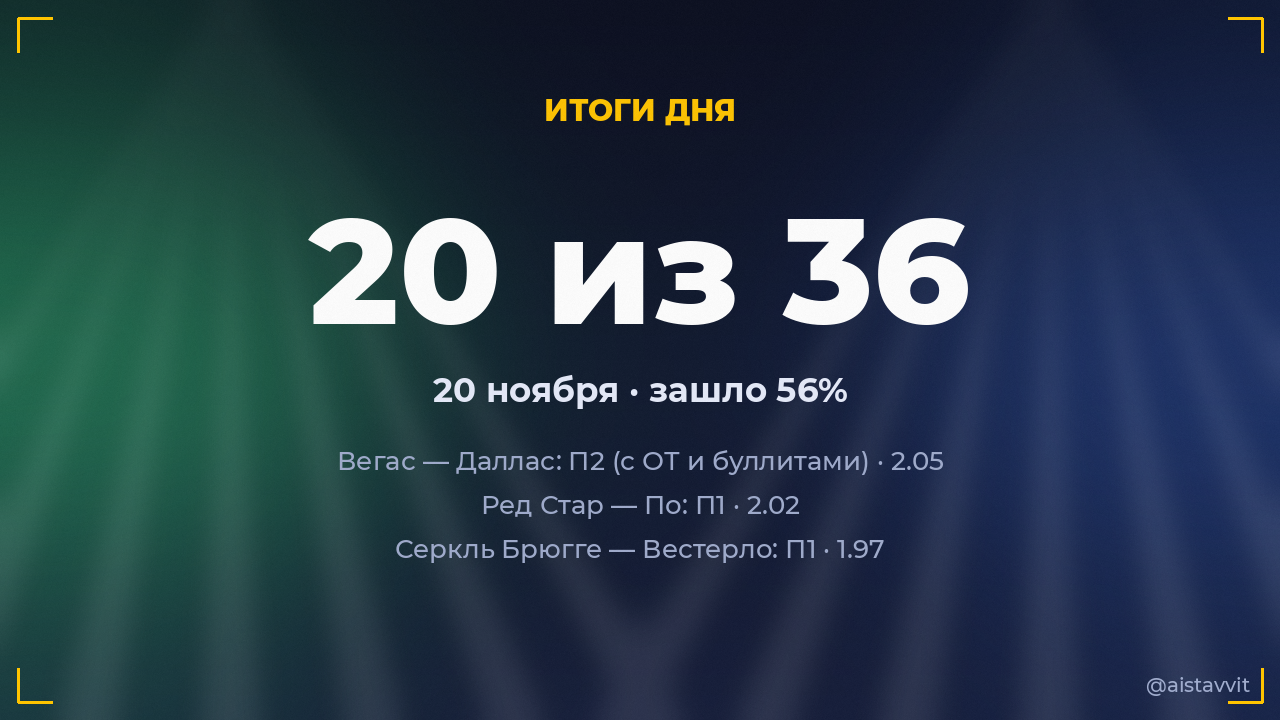 ИТОГИ ДНЯ
20 из 36
20 ноября · зашло 56%
Вегас — Даллас: П2 (с ОТ и буллитами) · 2.05
Ред Стар — По: П1 · 2.02
Серкль Брюгге — Вестерло: П1 · 1.97
@aistavvit